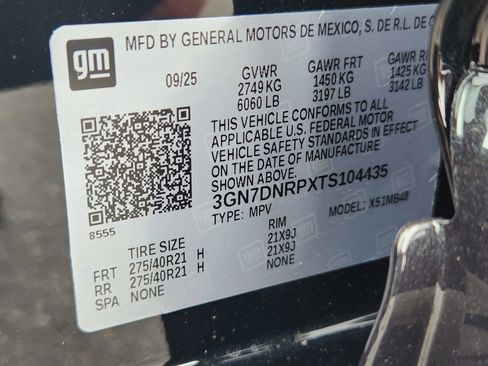 gm
MFD BY GENERAL MOTORS DE MEXICO, S. DE R.L. DE C
09/25 GVWR GAWR FRT GAWR R
2749 KG 1450 KG 1425 KG
6060 LB 3197 LB 3142 LB
THIS VEHICLE CONFORMS TO ALL
APPLICABLE U.S. FEDERAL MOTOR
VEHICLE SAFETY STANDARDS IN EFFECT
ON THE DATE OF MANUFACTURE
SHOWN ABOVE.
3GN7DNRPXTS104435
TYPE: MPV MODEL: X51MB48
8555
TIRE SIZE RIM
FRT 275/40R21 H 21X9J
RR 275/40R21 H 21X9J
SPA NONE NONE